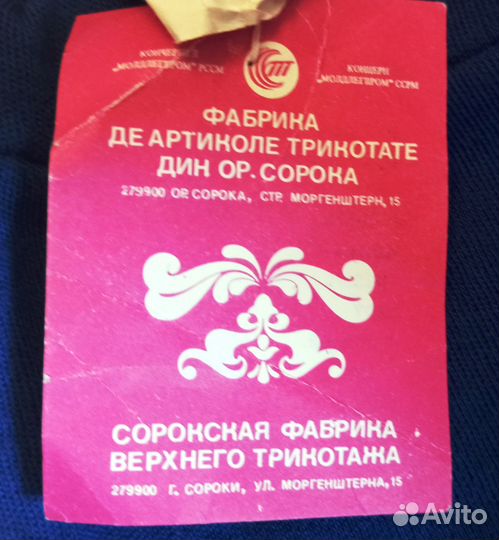 КОНЧЕРНУЛ
"МОЛДЛЕГПРОМ" РССМ
КОНЦЕРН
"МОЛДЛЕГПРОМ" ССРМ
ФАБРИКА
ДЕ АРТИКОЛЕ ТРИКОТАТЕ
ДИН ОР. СОРОКА
279900 ОР. СОРОКА, СТР. МОРГЕНШТЕРН, 15
СОРОКСКАЯ ФАБРИКА
ВЕРХНЕГО ТРИКОТАЖА
279900 Г. СОРОКИ, УЛ. МОРГЕНШТЕРНА, 15
Avito